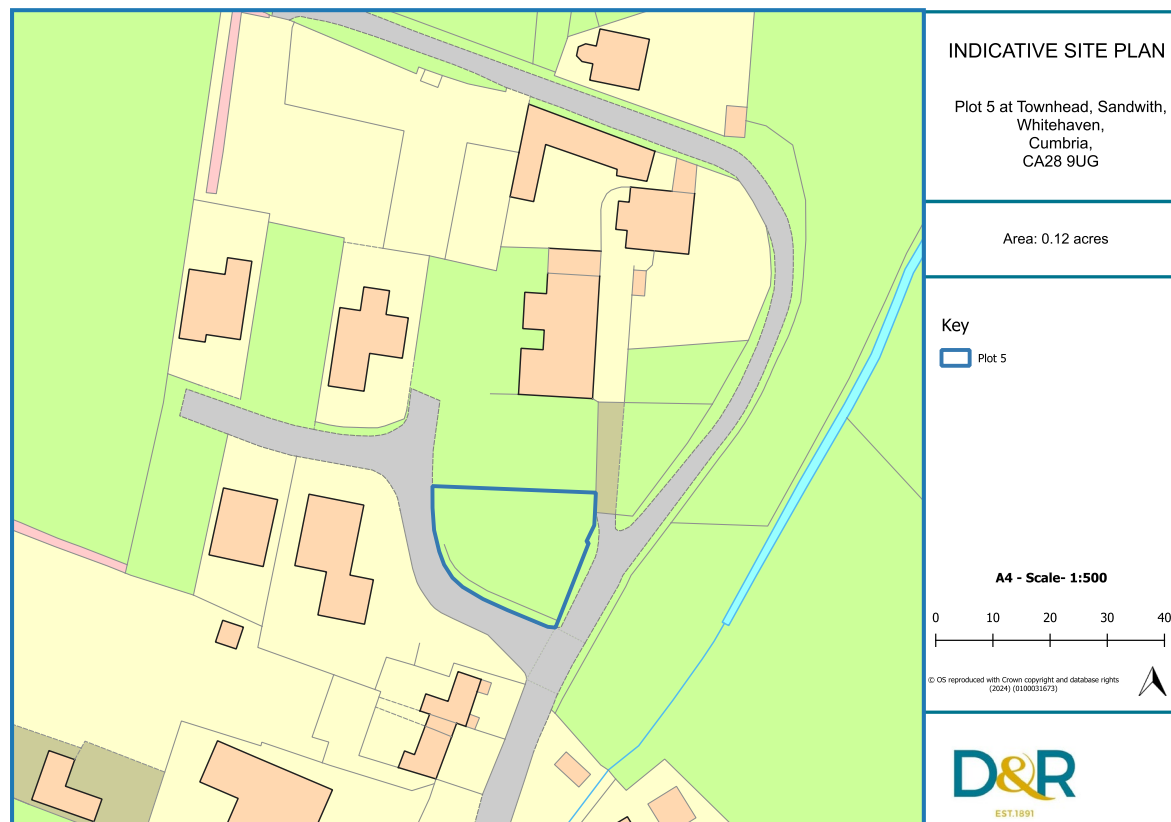 INDICATIVE SITE PLAN
Plot 5 at Townhead, Sandwith,
Whitehaven,
Cumbria,
CA28 9UG
Area: 0.12 acres
Key
Plot 5
A4 - Scale- 1:500
0 10 20 30 40
© OS reproduced with Crown copyright and database rights
(2024) (0100031673)
D&R
EST.1891